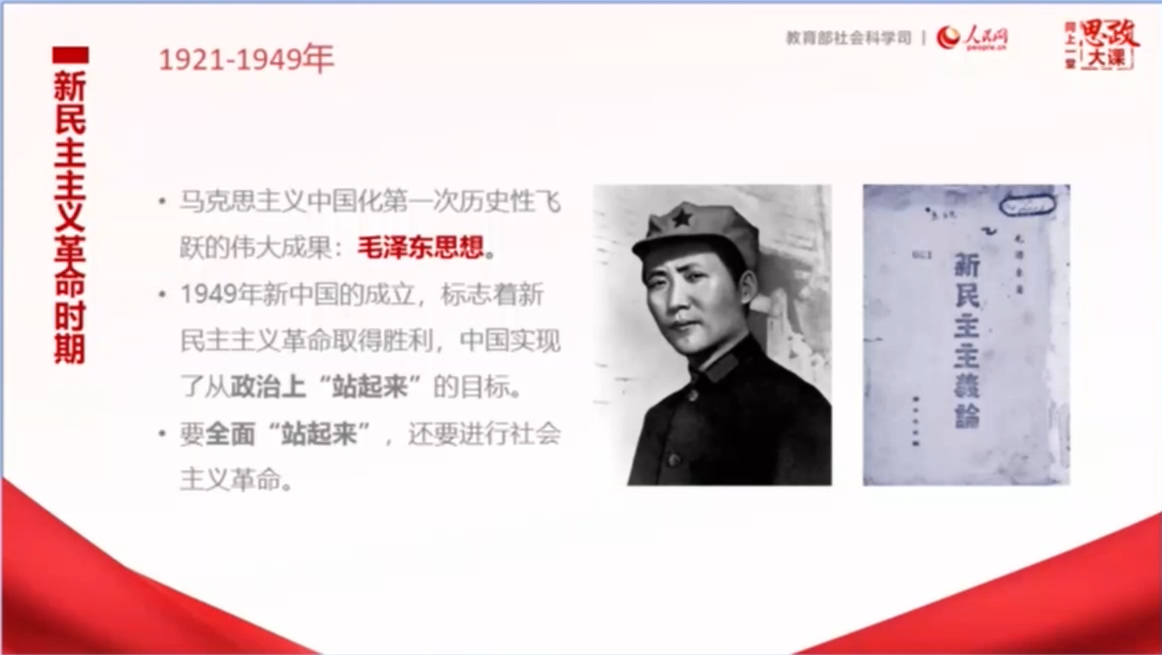 教育部社会科学司 | 人民网
people.cn
网上一堂
思政
大课
1921-1949年
新民主主义革命时期
• 马克思主义中国化第一次历史性飞
跃的伟大成果：毛泽东思想。
• 1949年新中国的成立，标志着新
民主主义革命取得胜利，中国实现
了从政治上“站起来”的目标。
• 要全面“站起来”，还要进行社会
主义革命。
新民主主義論